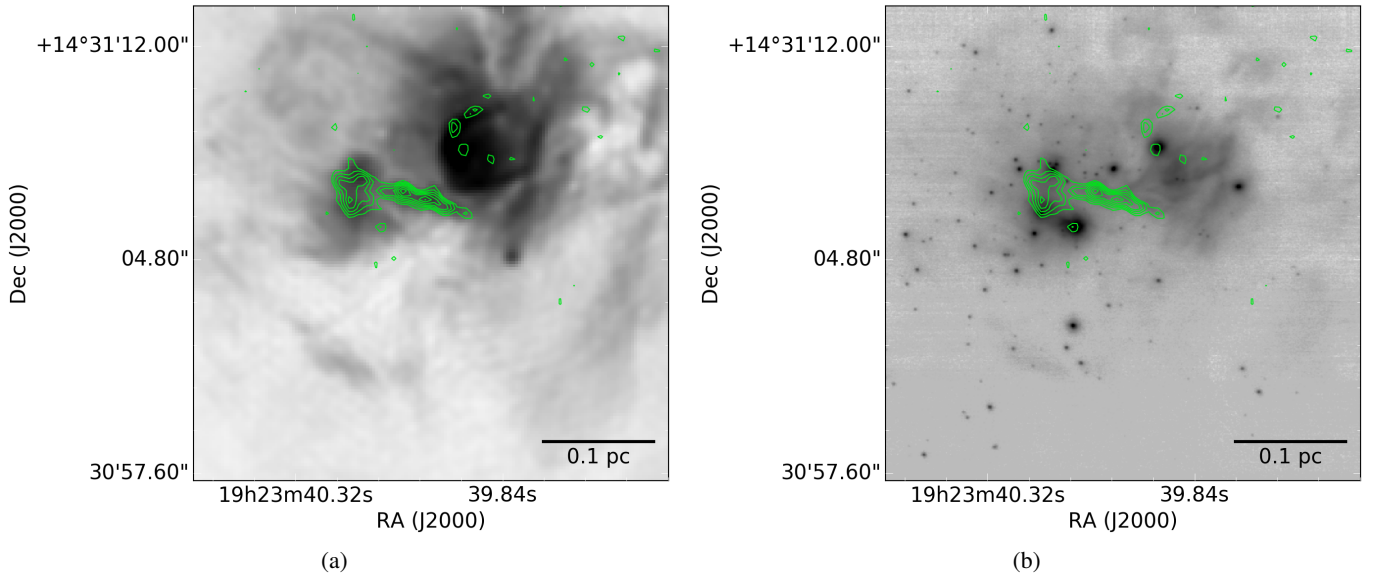 +14°31'12.00"
04.80"
30'57.60"
Dec (J2000)
19h23m40.32s 39.84s
RA (J2000)
0.1 pc
(a)
+14°31'12.00"
04.80"
30'57.60"
Dec (J2000)
19h23m40.32s 39.84s
RA (J2000)
0.1 pc
(b)